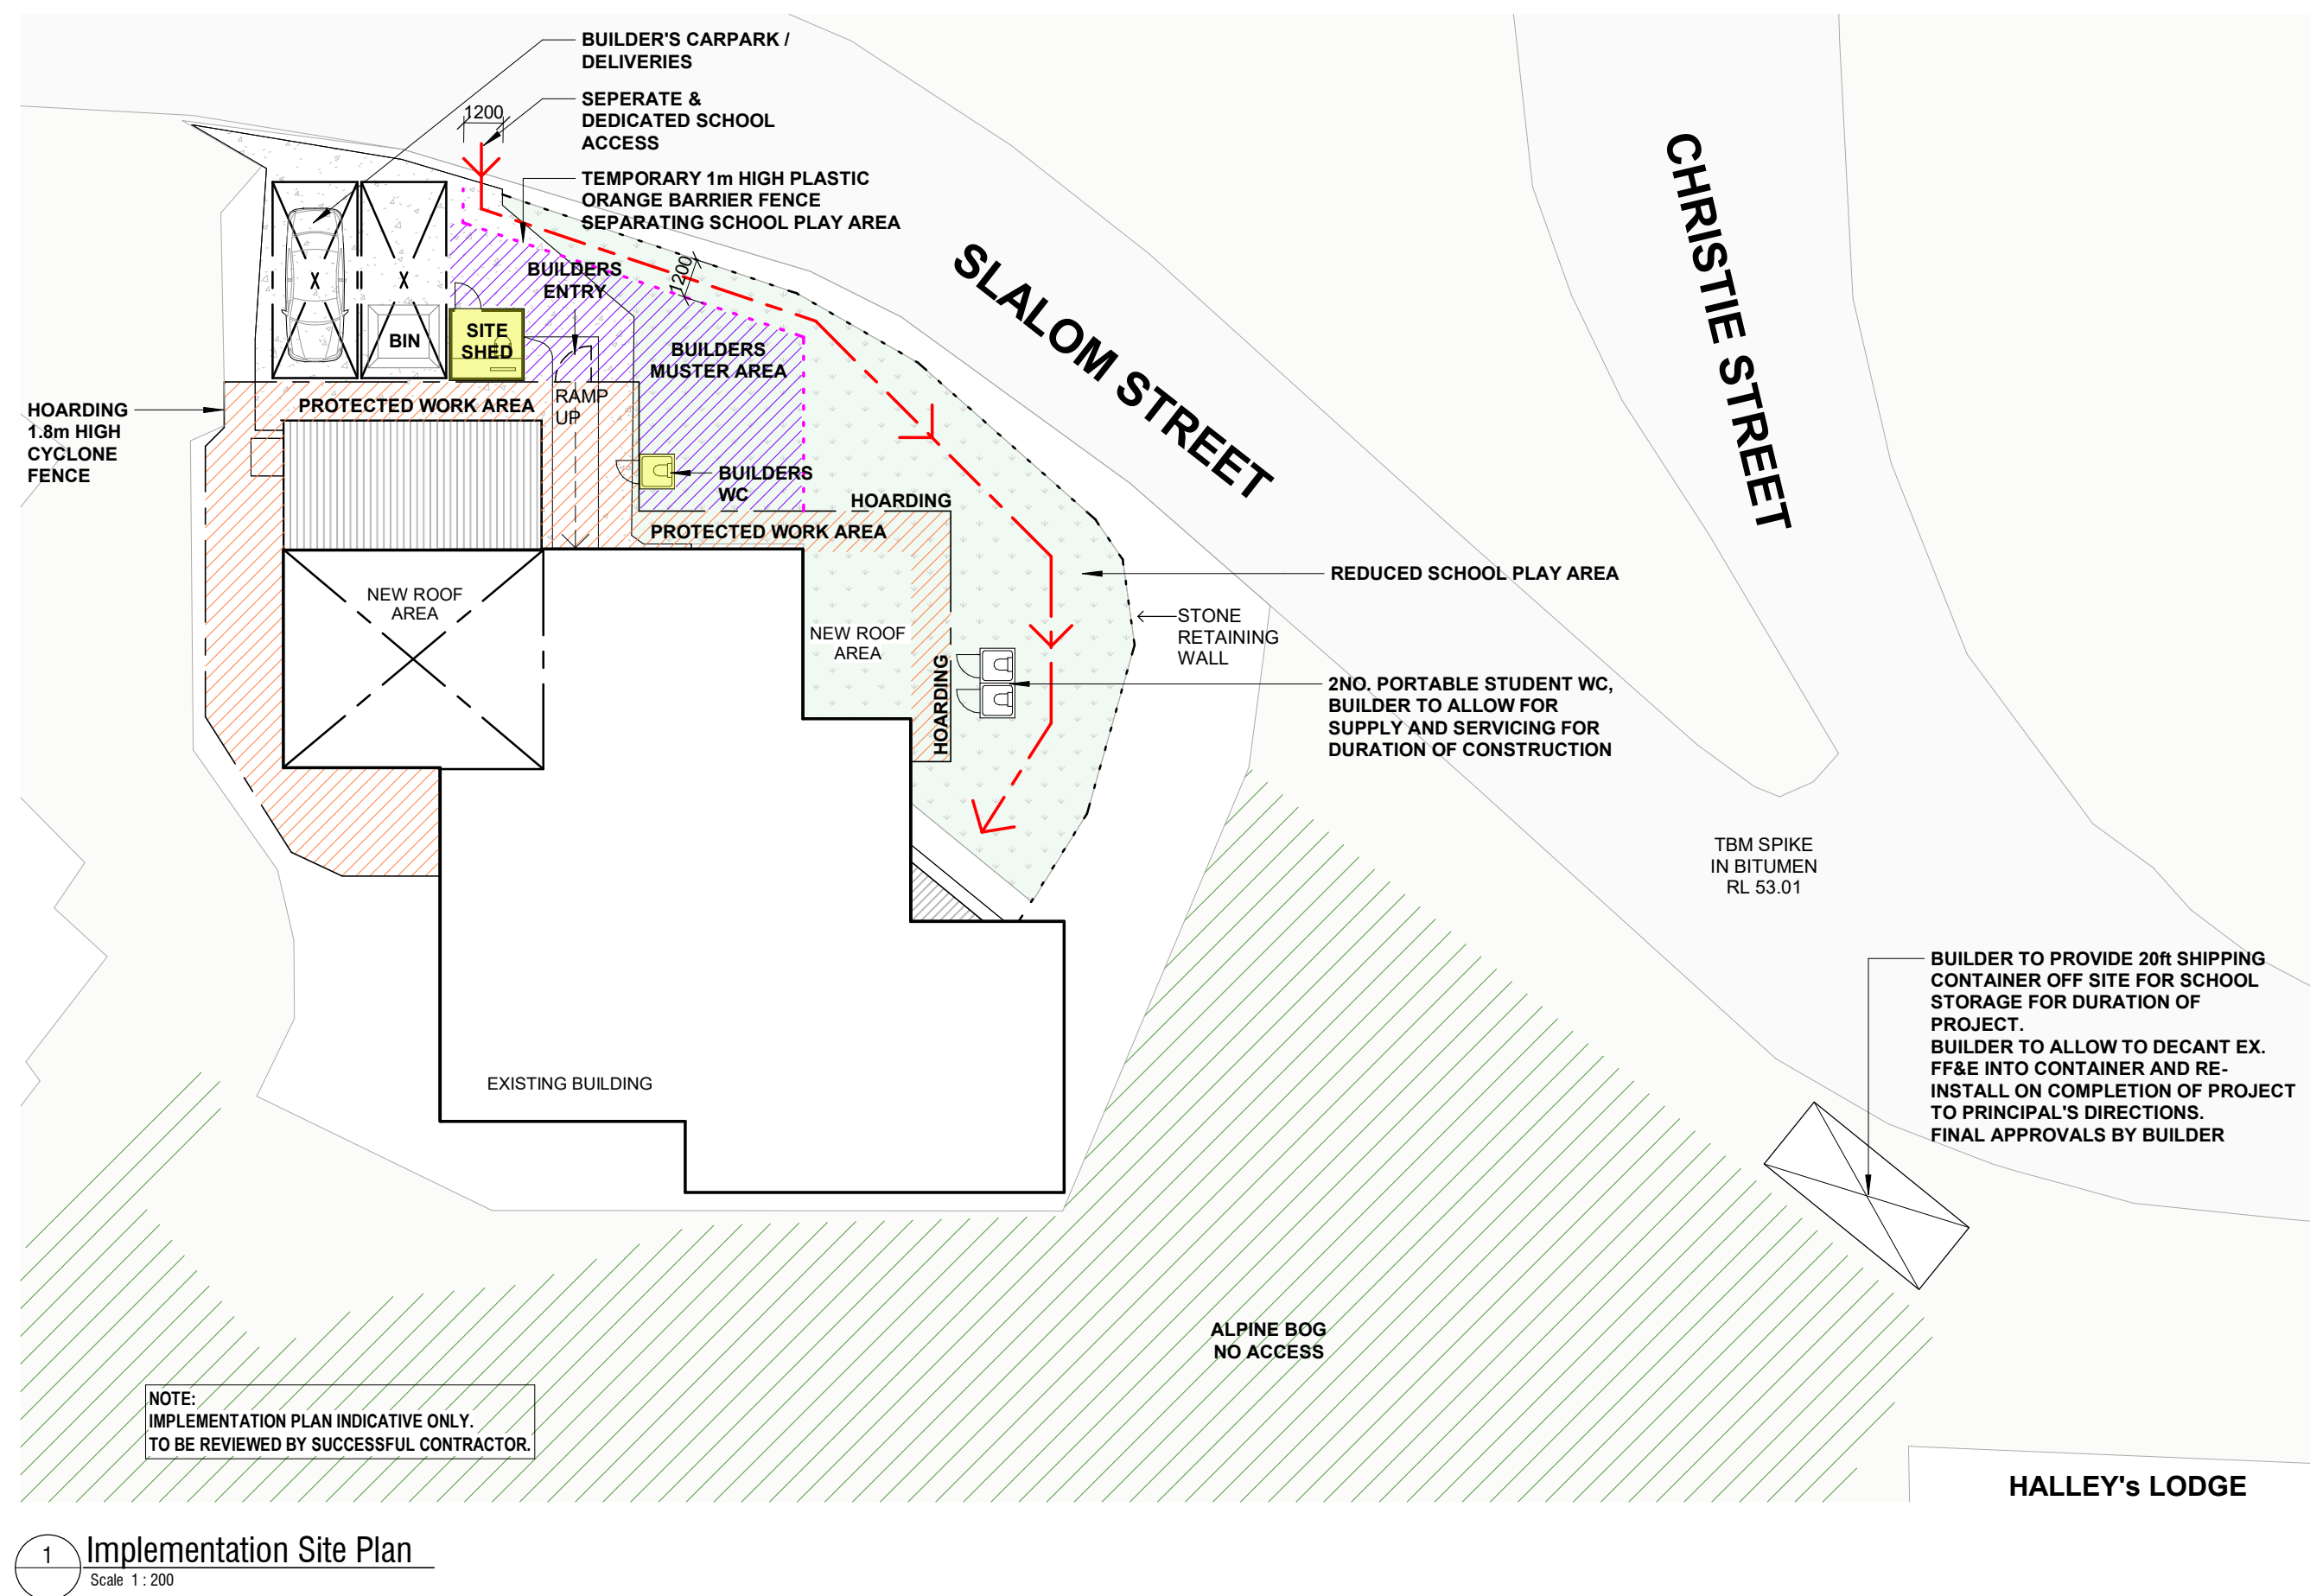 BUILDER'S CARPARK /
DELIVERIES
SEPERATE &
DEDICATED SCHOOL
ACCESS
1200
TEMPORARY 1m HIGH PLASTIC
ORANGE BARRIER FENCE
SEPARATING SCHOOL PLAY AREA
BUILDERS
ENTRY
1200
SITE
SHED
BIN
BUILDERS
MUSTER AREA
HOARDING
1.8m HIGH
CYCLONE
FENCE
PROTECTED WORK AREA
RAMP
UP
BUILDERS
WC
HOARDING
PROTECTED WORK AREA
SLALOM STREET
CHRISTIE STREET
NEW ROOF
AREA
NEW ROOF
AREA
HOARDING
REDUCED SCHOOL PLAY AREA
STONE
RETAINING
WALL
2NO. PORTABLE STUDENT WC,
BUILDER TO ALLOW FOR
SUPPLY AND SERVICING FOR
DURATION OF CONSTRUCTION
TBM SPIKE
IN BITUMEN
RL 53.01
BUILDER TO PROVIDE 20ft SHIPPING
CONTAINER OFF SITE FOR SCHOOL
STORAGE FOR DURATION OF
PROJECT.
BUILDER TO ALLOW TO DECANT EX.
FF&E INTO CONTAINER AND RE-
INSTALL ON COMPLETION OF PROJECT
TO PRINCIPAL'S DIRECTIONS.
FINAL APPROVALS BY BUILDER
EXISTING BUILDING
ALPINE BOG
NO ACCESS
NOTE:
IMPLEMENTATION PLAN INDICATIVE ONLY.
TO BE REVIEWED BY SUCCESSFUL CONTRACTOR.
HALLEY's LODGE
1
Implementation Site Plan
Scale 1 : 200